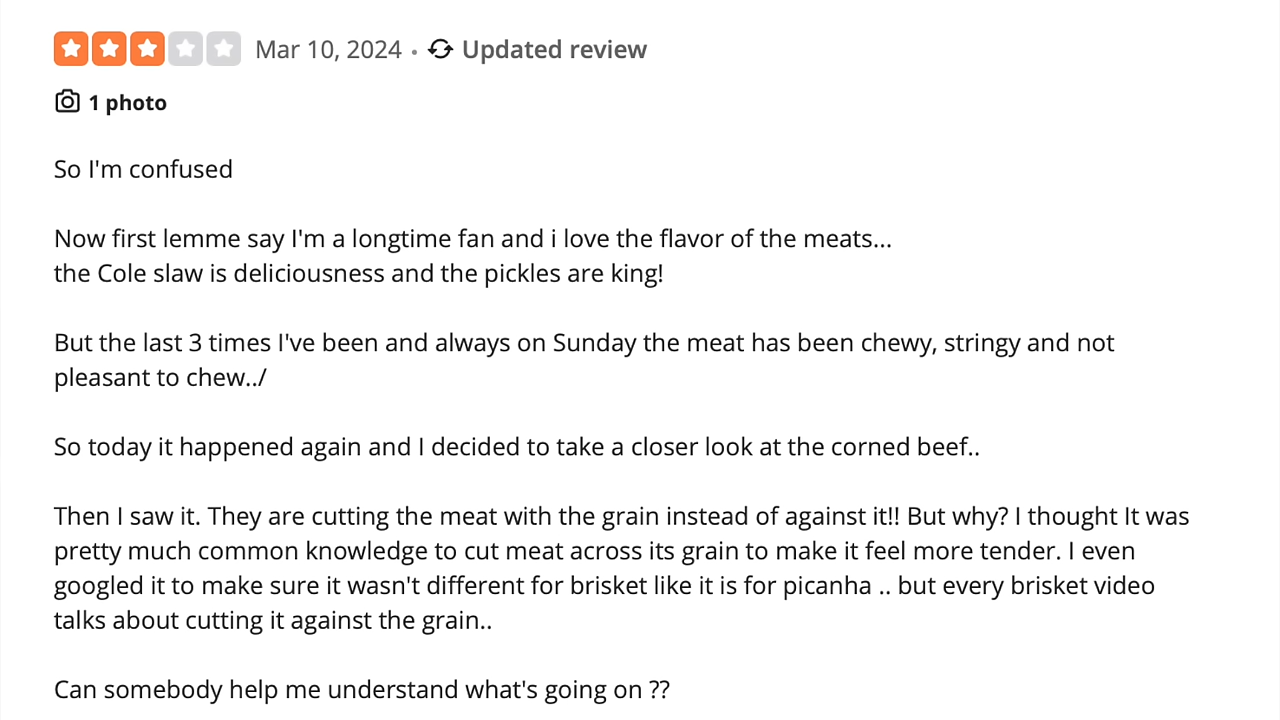 Mar 10, 2024 • Updated review
1 photo
So I'm confused
Now first lemme say I'm a longtime fan and i love the flavor of the meats...
the Cole slaw is deliciousness and the pickles are king!
But the last 3 times I've been and always on Sunday the meat has been chewy, stringy and not
pleasant to chew../
So today it happened again and I decided to take a closer look at the corned beef..
Then I saw it. They are cutting the meat with the grain instead of against it!! But why? I thought It was
pretty much common knowledge to cut meat across its grain to make it feel more tender. I even
googled it to make sure it wasn't different for brisket like it is for picanha .. but every brisket video
talks about cutting it against the grain..
Can somebody help me understand what's going on ??